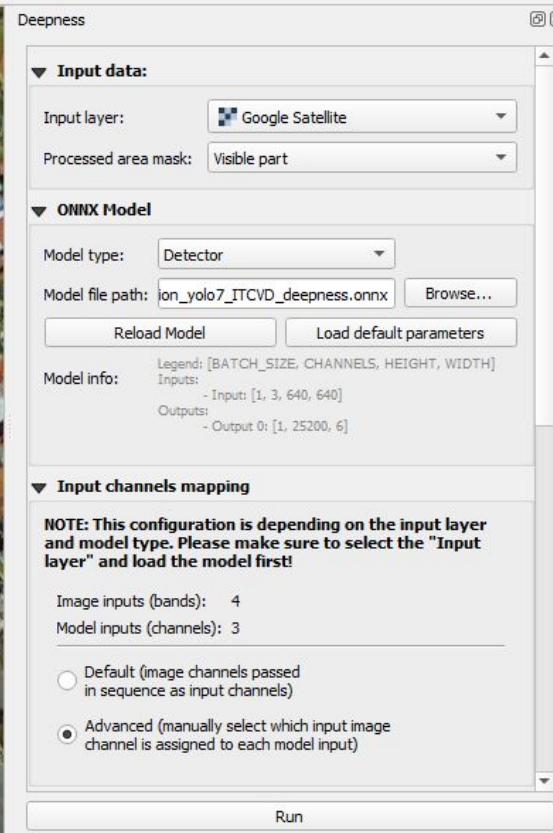 Deepness
Input data:
Input layer: Google Satellite
Processed area mask: Visible part
ONNX Model
Model type: Detector
Model file path: ion_yolo7_ITCVD_deepness.onnx Browse...
Reload Model Load default parameters
Legend: [BATCH_SIZE, CHANNELS, HEIGHT, WIDTH]
Model info: Inputs:
- Input: [1, 3, 640, 640]
Outputs:
- Output 0: [1, 25200, 6]
Input channels mapping
NOTE: This configuration is depending on the input layer
and model type. Please make sure to select the "Input
layer" and load the model first!
Image inputs (bands): 4
Model inputs (channels): 3
Default (image channels passed
in sequence as input channels)
Advanced (manually select which input image
channel is assigned to each model input)
Run